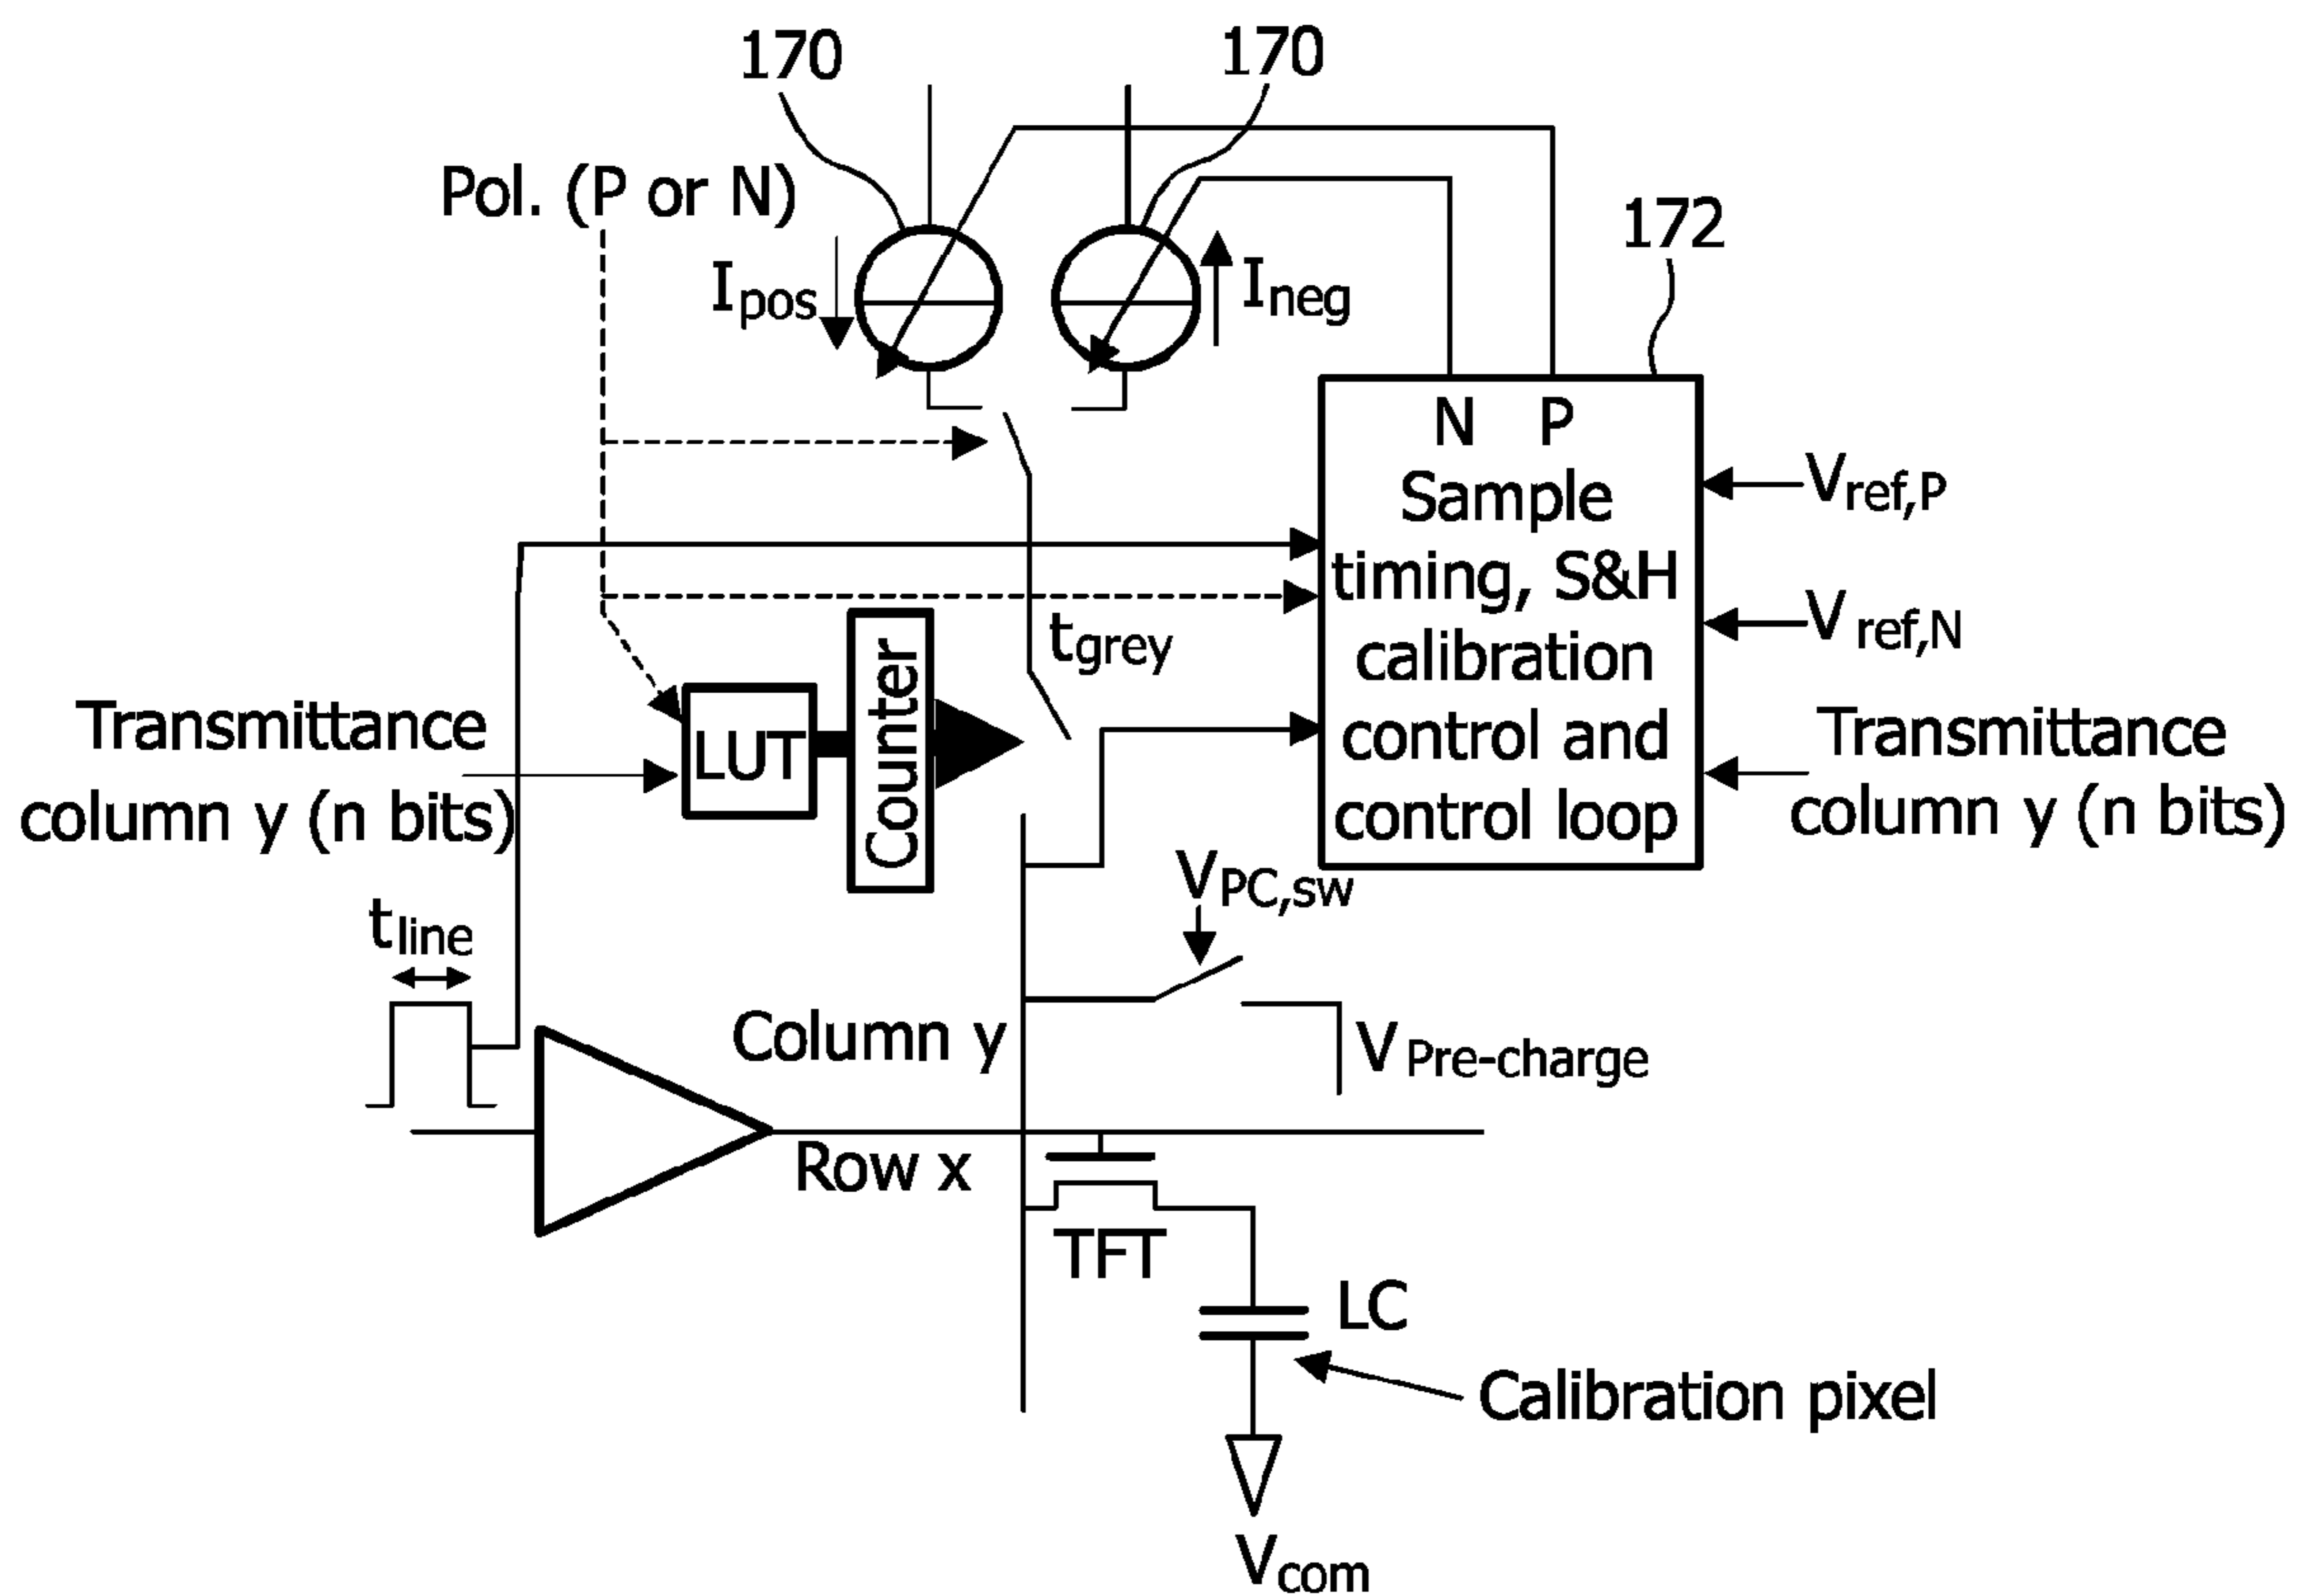 170
170
Pol. (P or N)
172
Ipos
Ineg
N P
Sample
timing, S&H
calibration
control and
control loop
Vref,P
Vref,N
tgrey
Transmittance
column y (n bits)
LUT
Counter
Transmittance
column y (n bits)
VPC,sw
tline
Column y
VPre-charge
Row x
TFT
LC
Calibration pixel
Vcom